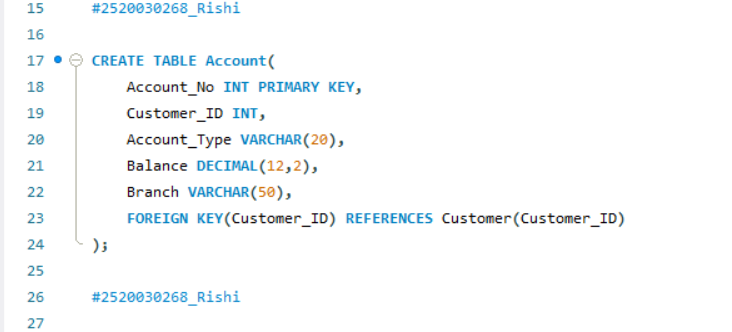 15 #2520030268_Rishi
16
17 CREATE TABLE Account(
18 Account_No INT PRIMARY KEY,
19 Customer_ID INT,
20 Account_Type VARCHAR(20),
21 Balance DECIMAL(12,2),
22 Branch VARCHAR(50),
23 FOREIGN KEY(Customer_ID) REFERENCES Customer(Customer_ID)
24 );
25
26 #2520030268_Rishi
27